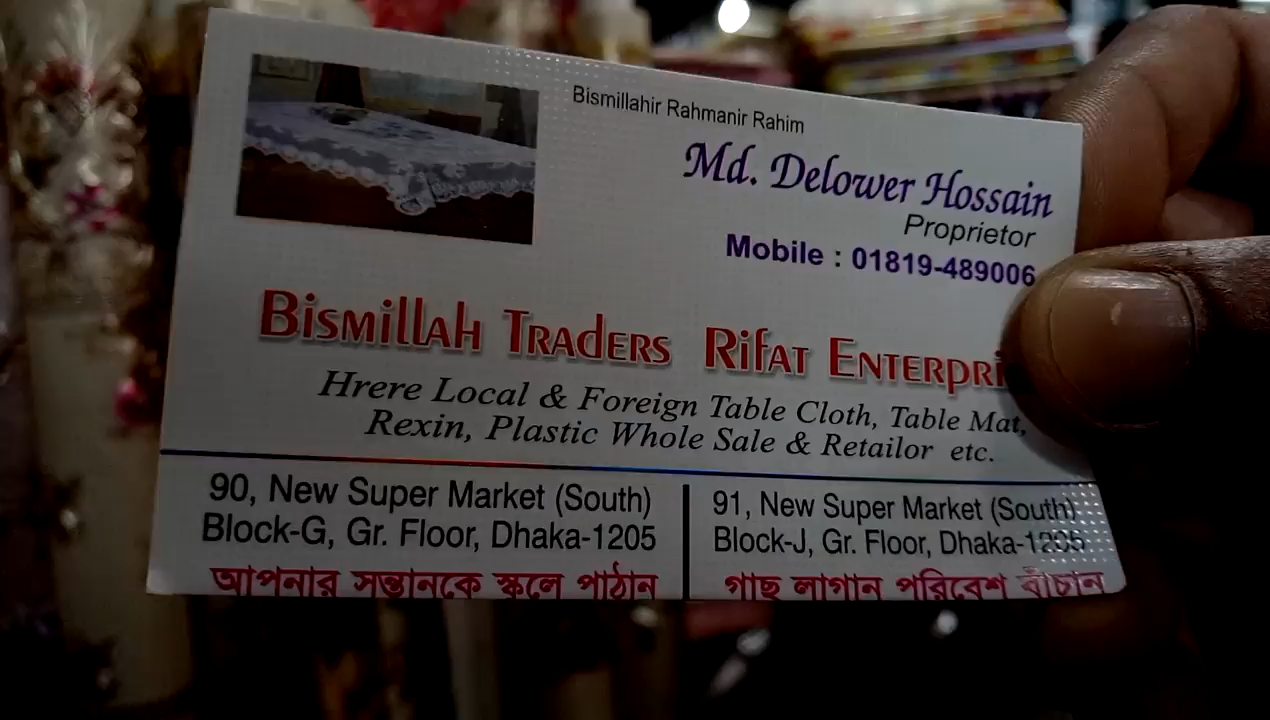 Bismillahir Rahmanir Rahim
Md. Delower Hossain
Proprietor
Mobile : 01819-489006
Bismillah Traders Rifat Enterpri
Hrere Local & Foreign Table Cloth, Table Mat,
Rexin, Plastic Whole Sale & Retailor etc.
90, New Super Market (South)
Block-G, Gr. Floor, Dhaka-1205
আপনার সন্তানকে স্কুলে পাঠান
91, New Super Market (South)
Block-J, Gr. Floor, Dhaka-1205
গাছ লাগান পরিবেশ বাঁচান